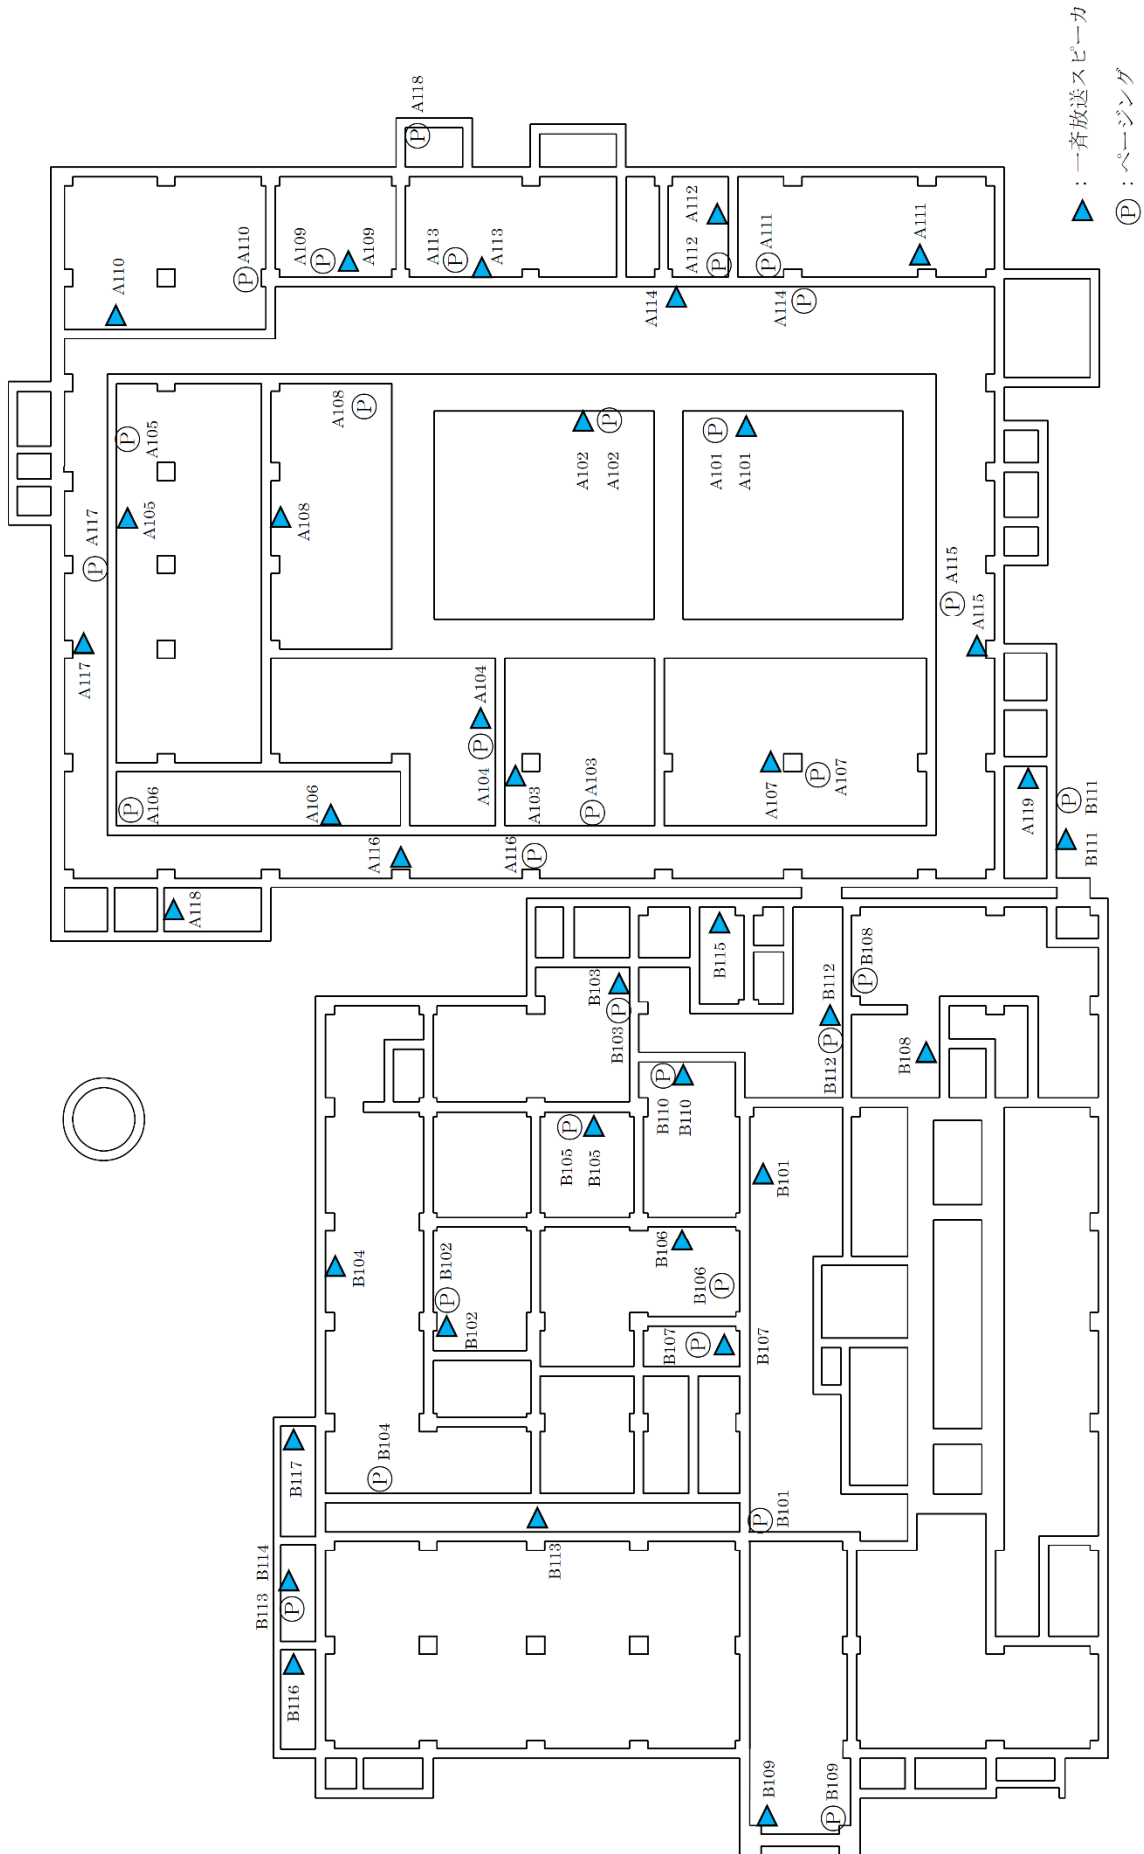 ▲：一斉放送スピーカ
Ⓟ：ページング
A118
A110
A110
A109
A109
A113
A113
A112
A112
A111
A111
A114
A114
A108
A105
A105
A108
A102
A102
A101
A101
A117
A117
A115
A115
A104
A104
A103
A103
A107
A107
A106
A106
A116
A116
A119
B111
B111
A118
B115
B103
B103
B112
B112
B108
B108
B110
B110
B105
B105
B101
B106
B106
B104
B102
B102
B107
B107
B104
B117
B101
B113
B114
B113
B116
B109
B109